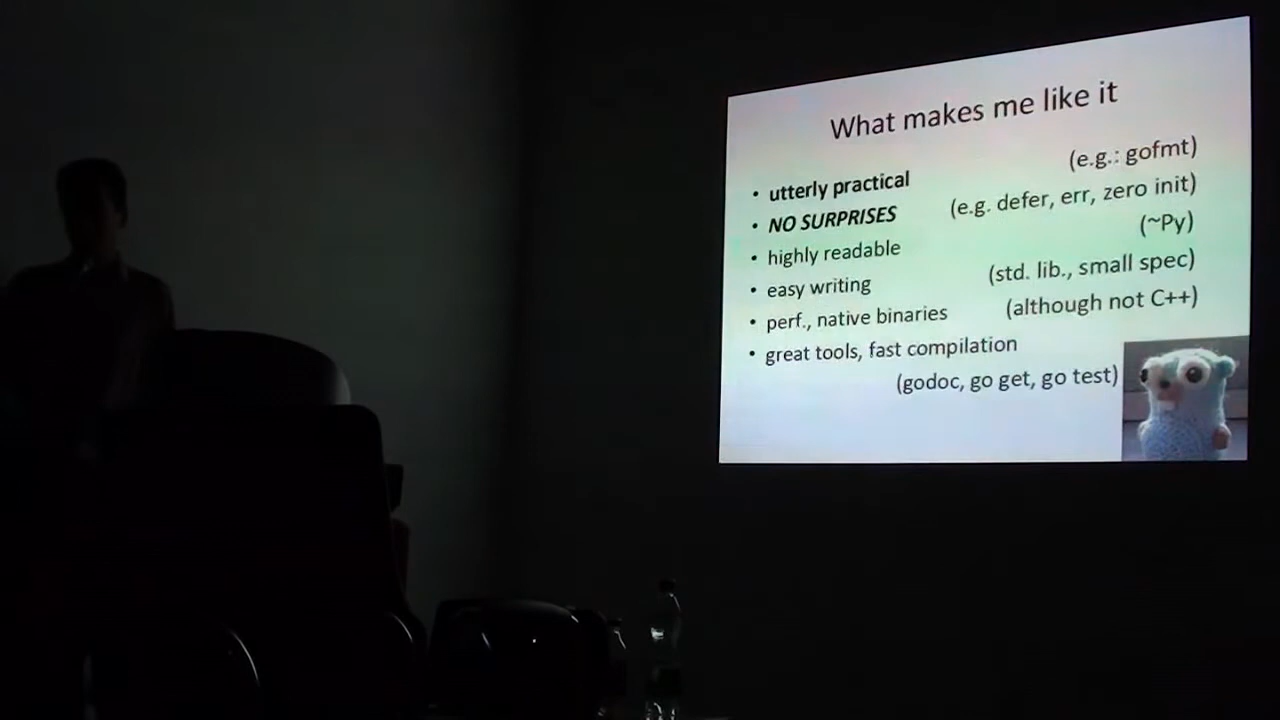 What makes me like it
• utterly practical (e.g.: gofmt)
• NO SURPRISES (e.g. defer, err, zero init)
• highly readable (~Py)
• easy writing (std. lib., small spec)
• perf., native binaries (although not C++)
• great tools, fast compilation
(godoc, go get, go test)